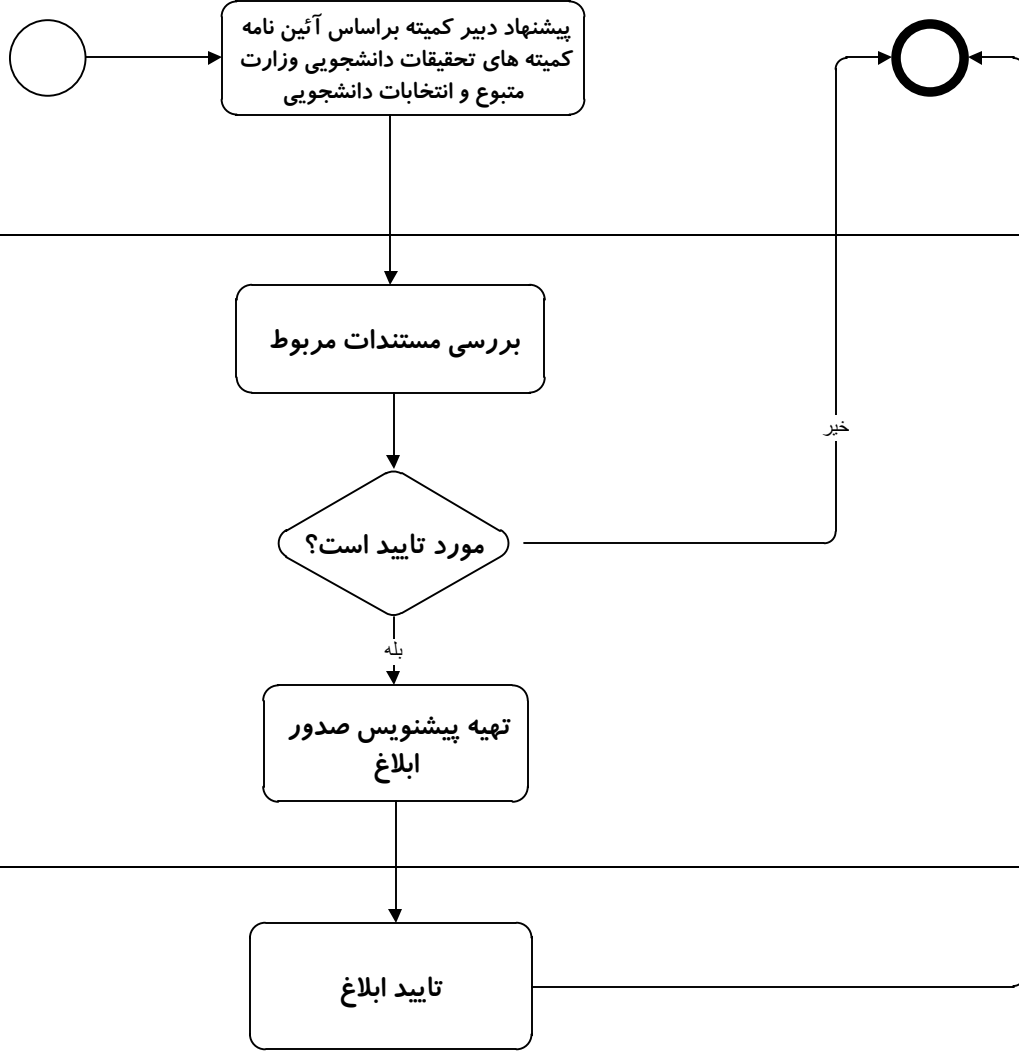 پیشنهاد دبیر کمیته براساس آئین نامه
کمیته های تحقیقات دانشجویی وزارت
متبوع و انتخابات دانشجویی
بررسی مستندات مربوط
خیر
مورد تایید است؟
بله
تهیه پیشنویس صدور
ابلاغ
تایید ابلاغ